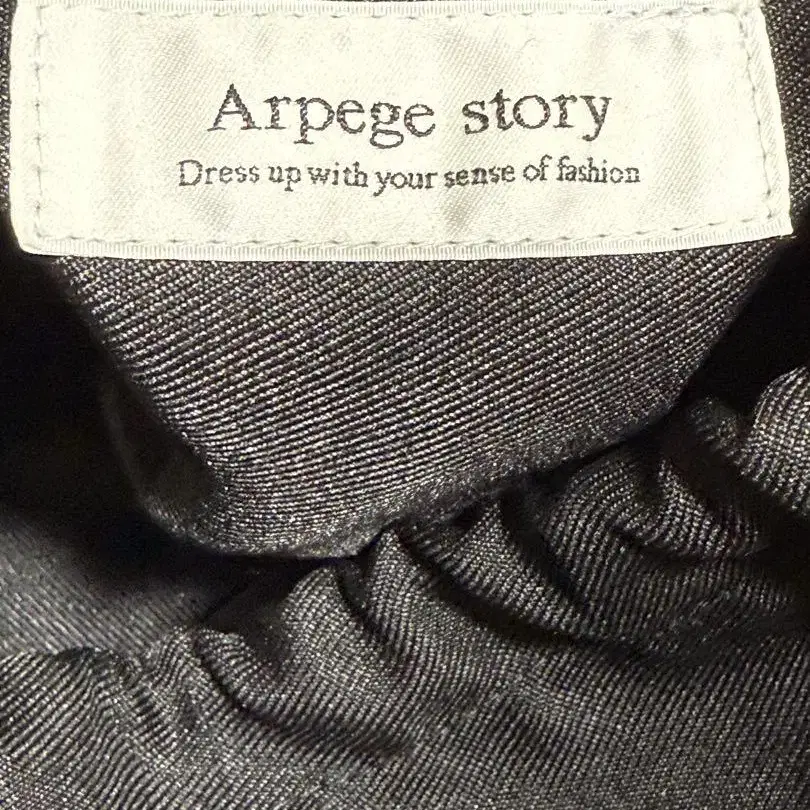 Arpege story
Dress up with your sense of fashion